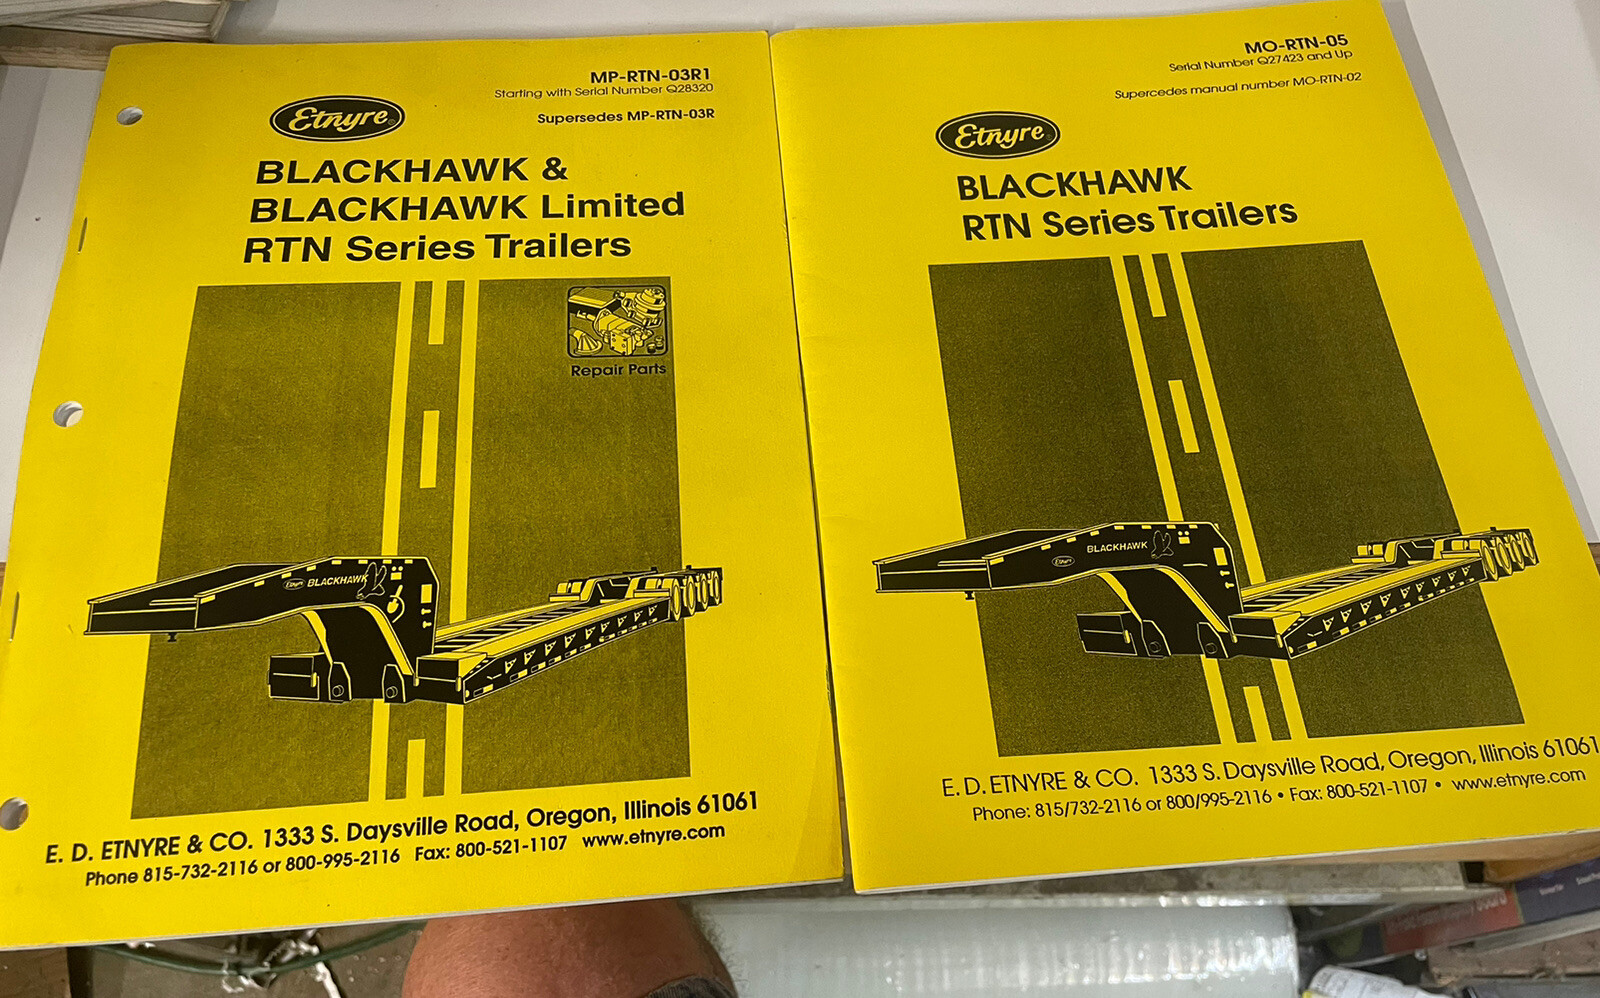 MP-RTN-03R1
Starting with Serial Number Q28320
Supersedes MP-RTN-03R
Etnyre
BLACKHAWK &
BLACKHAWK Limited
RTN Series Trailers
Repair Parts
Etnyre BLACKHAWK
E. D. ETNYRE & CO. 1333 S. Daysville Road, Oregon, Illinois 61061
Phone 815-732-2116 or 800-995-2116 Fax: 800-521-1107 www.etnyre.com
MO-RTN-05
Serial Number Q27423 and Up
Supercedes manual number MO-RTN-02
Etnyre
BLACKHAWK
RTN Series Trailers
Etnyre BLACKHAWK
E. D. ETNYRE & CO. 1333 S. Daysville Road, Oregon, Illinois 61061
Phone: 815/732-2116 or 800/995-2116 • Fax: 800-521-1107 • www.etnyre.com